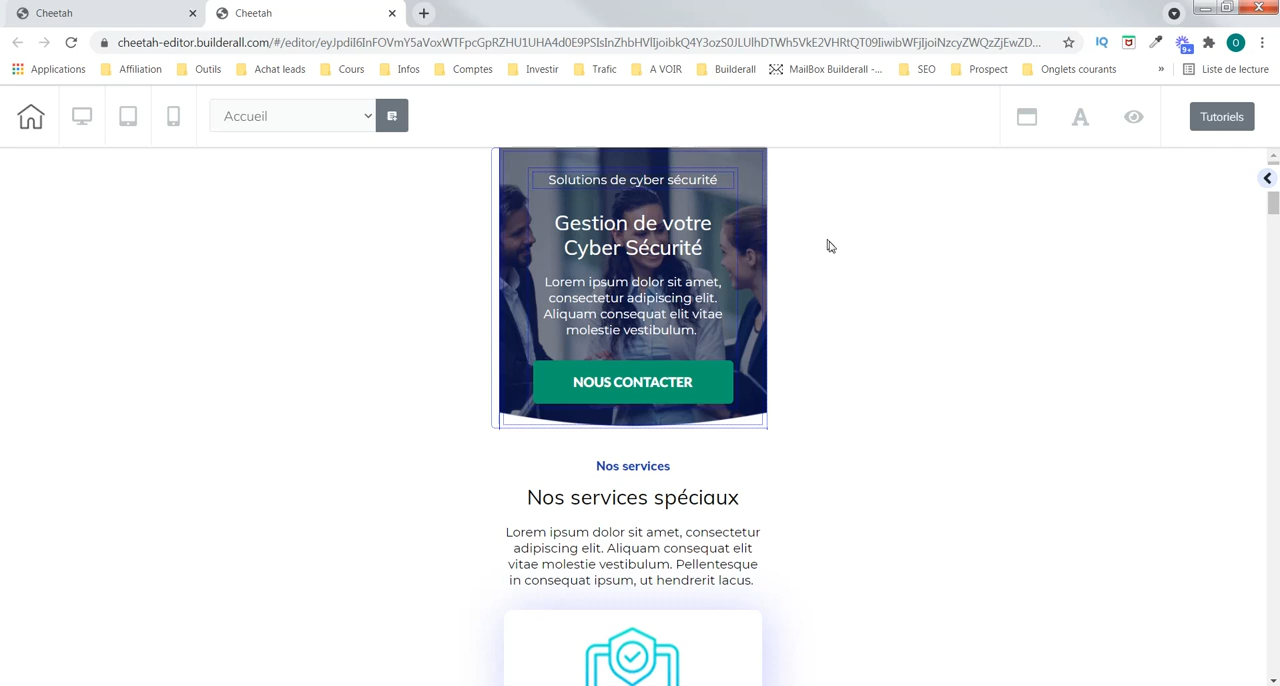 Cheetah
Cheetah
cheetah-editor.builderall.com/#/editor/eyJpdiI6InFOVmY5aVoxWTFpcGpRZlHU1UUA4d0E9PSIsInZhbHVlIjoibkQ4Y3ozS0JLUlhDTWh5VkE2VHRtQT09IiwibWFjIjoiNzcyZWQzZjEwZD...
Applications
Affiliation
Outils
Achat leads
Cours
Infos
Comptes
Investir
Trafic
A VOIR
Builderall
MailBox Builderall -...
SEO
Prospect
Onglets courants
»
Liste de lecture
IQ
9+
O
Accueil
A
Tutoriels
Solutions de cyber sécurité
Gestion de votre
Cyber Sécurité
Lorem ipsum dolor sit amet,
consectetur adipiscing elit.
Aliquam consequat elit vitae
molestie vestibulum.
NOUS CONTACTER
Nos services
Nos services spéciaux
Lorem ipsum dolor sit amet, consectetur
adipiscing elit. Aliquam consequat elit
vitae molestie vestibulum. Pellentesque
in consequat ipsum, ut hendrerit lacus.